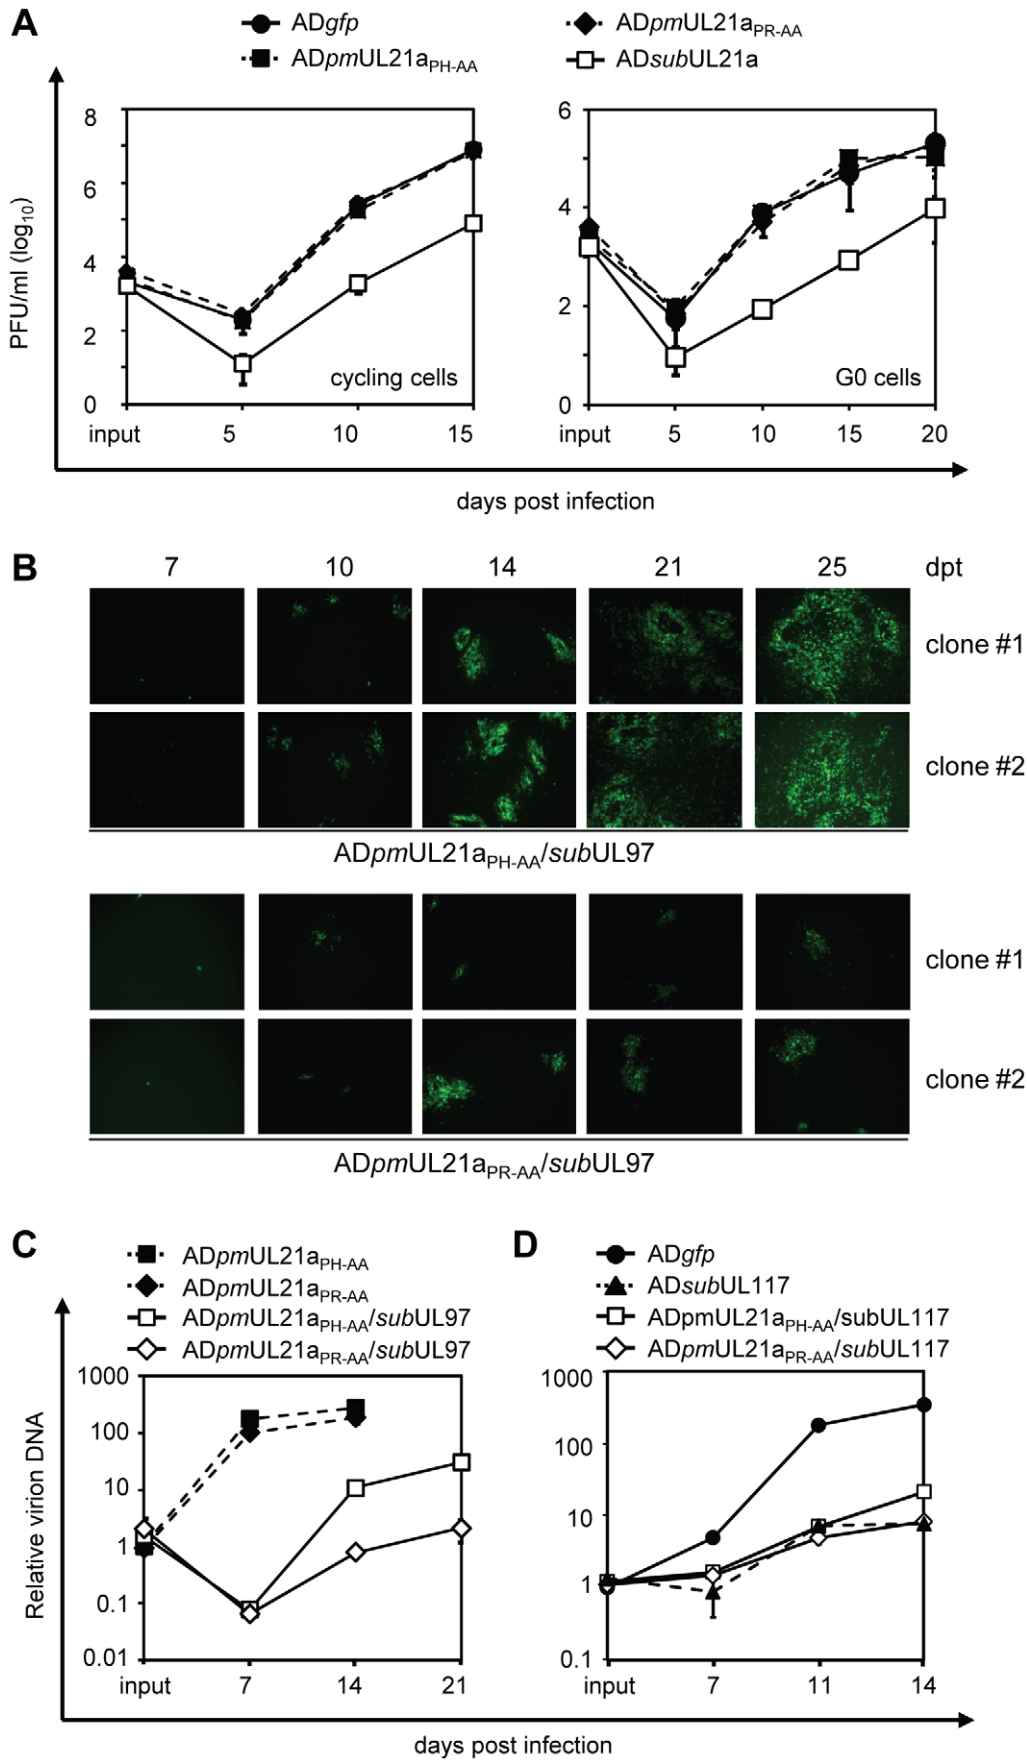 A
ADgfp
ADpmUL21aPR-AA
ADpmUL21aPH-AA
ADsubUL21a
PFU/ml (log10)
8
6
4
2
0
input 5 10 15
cycling cells
6
4
2
0
input 5 10 15 20
G0 cells
days post infection
B
7 10 14 21 25 dpt
clone #1
clone #2
ADpmUL21aPH-AA/subUL97
clone #1
clone #2
ADpmUL21aPR-AA/subUL97
C
ADpmUL21aPH-AA
ADpmUL21aPR-AA
ADpmUL21aPH-AA/subUL97
ADpmUL21aPR-AA/subUL97
Relative virion DNA
1000
100
10
1
0.1
0.01
input 7 14 21
D
ADgfp
ADsubUL117
ADpmUL21aPH-AA/subUL117
ADpmUL21aPR-AA/subUL117
1000
100
10
1
0.1
input 7 11 14
days post infection